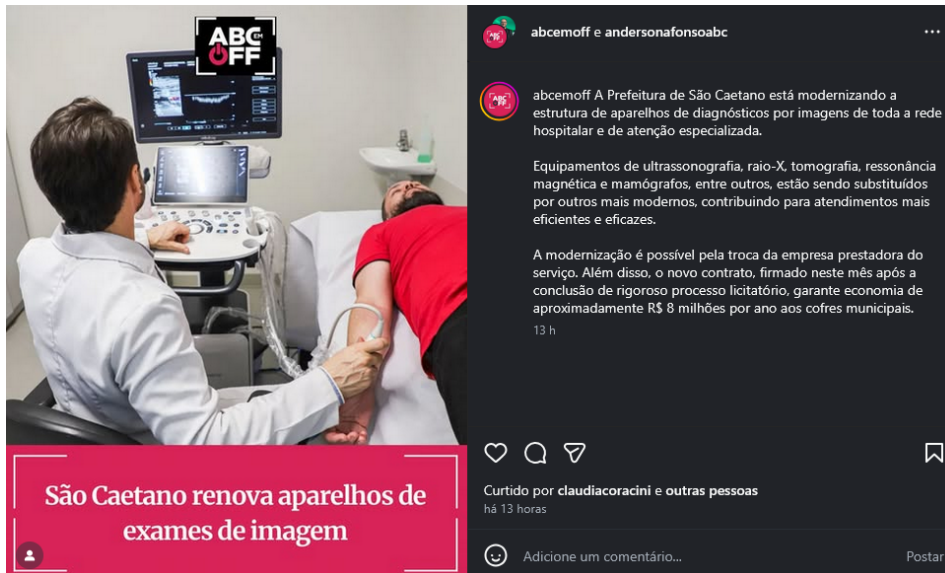 ABC EM
OFF
São Caetano renova aparelhos de
exames de imagem
abcemoff e andersonafonsoabc
abcemoff A Prefeitura de São Caetano está modernizando a
estrutura de aparelhos de diagnósticos por imagens de toda a rede
hospitalar e de atenção especializada.
Equipamentos de ultrassonografia, raio-X, tomografia, ressonância
magnética e mamógrafos, entre outros, estão sendo substituídos
por outros mais modernos, contribuindo para atendimentos mais
eficientes e eficazes.
A modernização é possível pela troca da empresa prestadora do
serviço. Além disso, o novo contrato, firmado neste mês após a
conclusão de rigoroso processo licitatório, garante economia de
aproximadamente R$ 8 milhões por ano aos cofres municipais.
13 h
Curtido por claudiacoracini e outras pessoas
há 13 horas
Adicione um comentário...
Postar